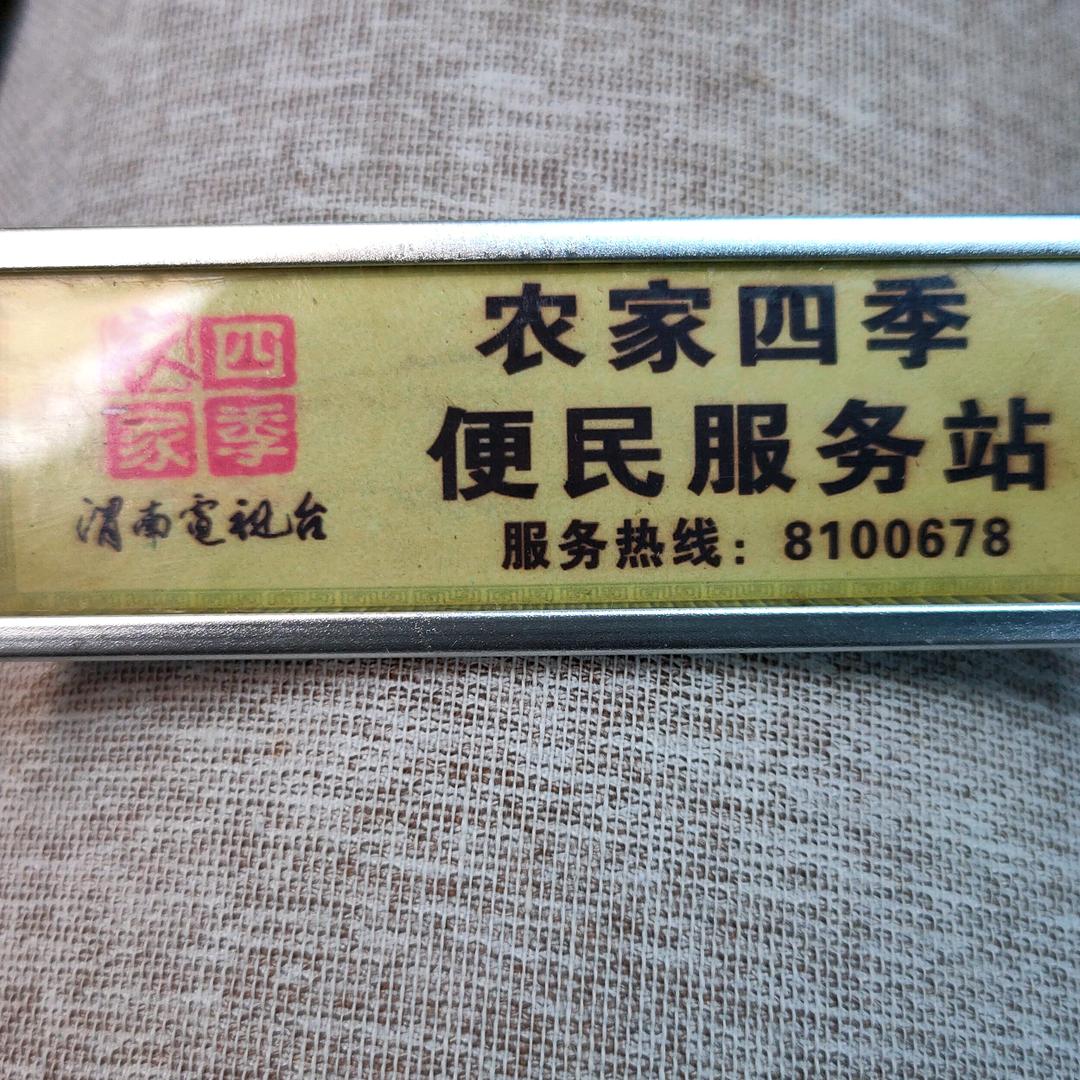 四
家季
渭南電視台
农家四季
便民服务站
服务热线：8100678